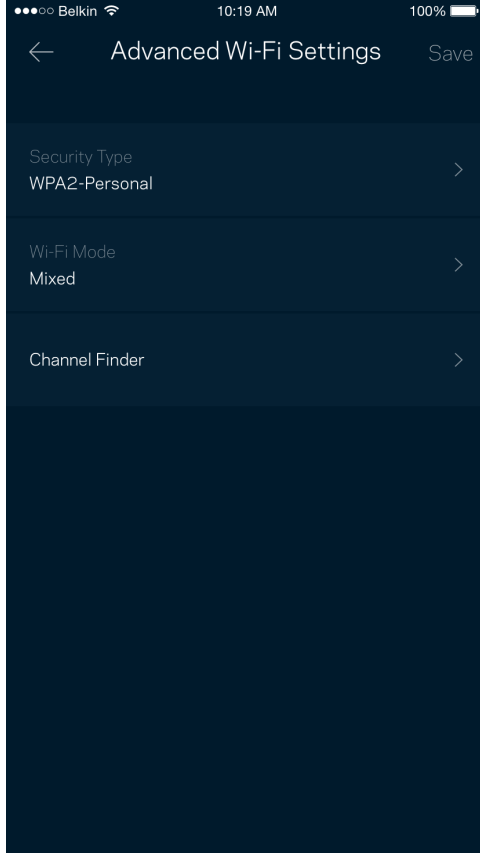 Belkin 10:19 AM 100%
Advanced Wi-Fi Settings Save
Security Type
WPA2-Personal
Wi-Fi Mode
Mixed
Channel Finder